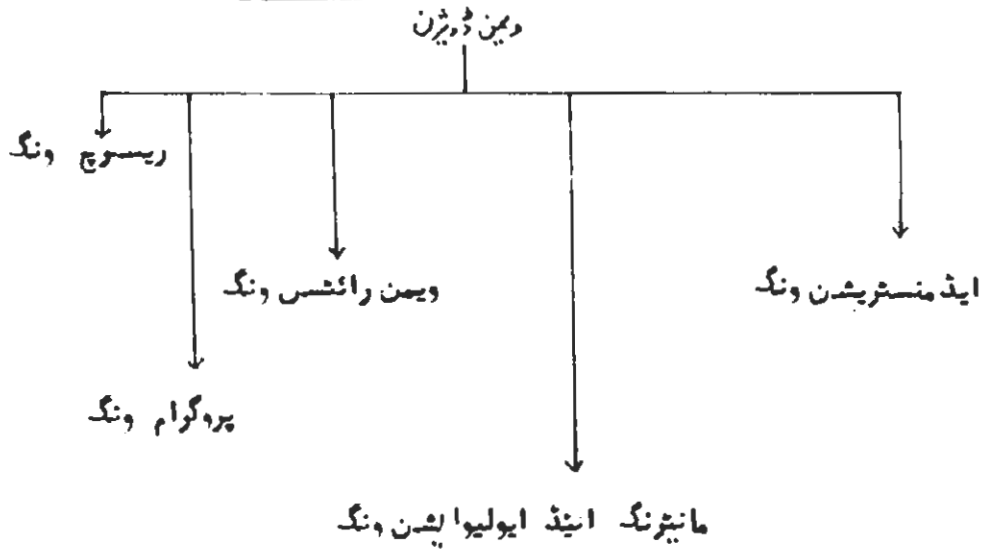 ویمن ڈویژن
ریسرچ ونگ
ویمن رائٹس ونگ
ایڈمنسٹریشن ونگ
پروگرام ونگ
مانیٹرنگ اینڈ ایولیوایشن ونگ